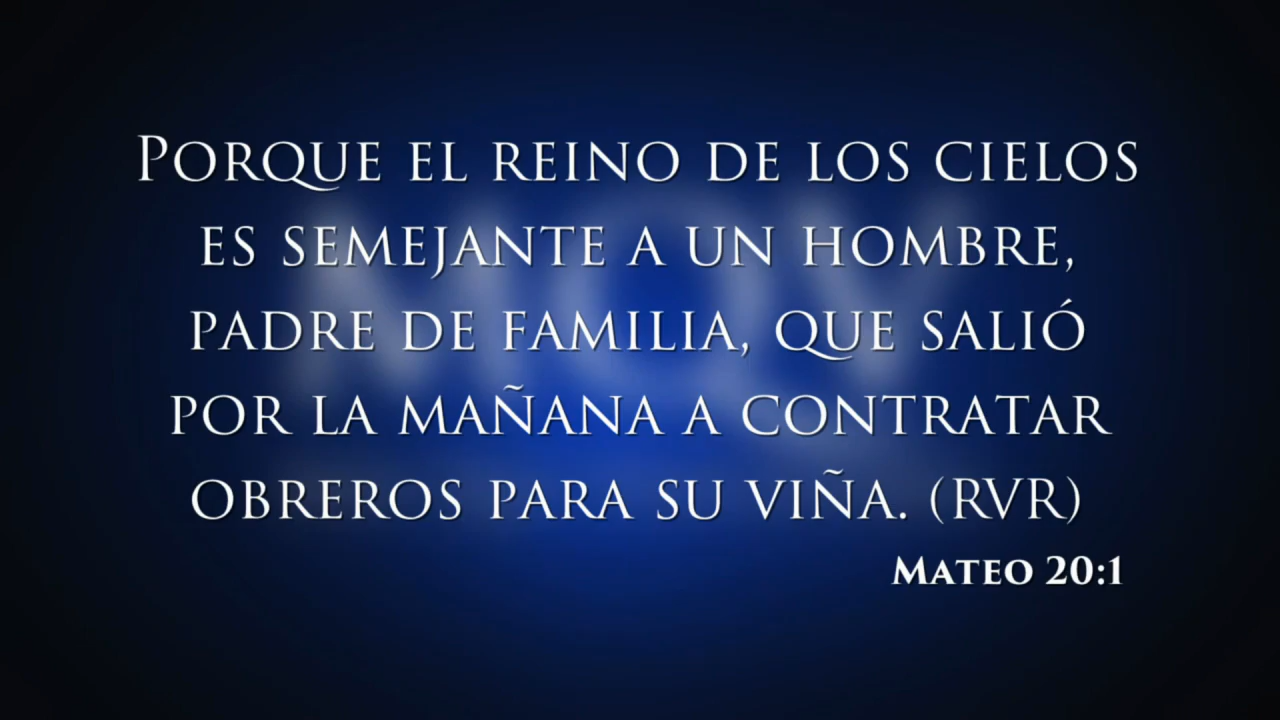 Porque el reino de los cielos
es semejante a un hombre,
padre de familia, que salió
por la mañana a contratar
obreros para su viña. (RVR)
Mateo 20:1